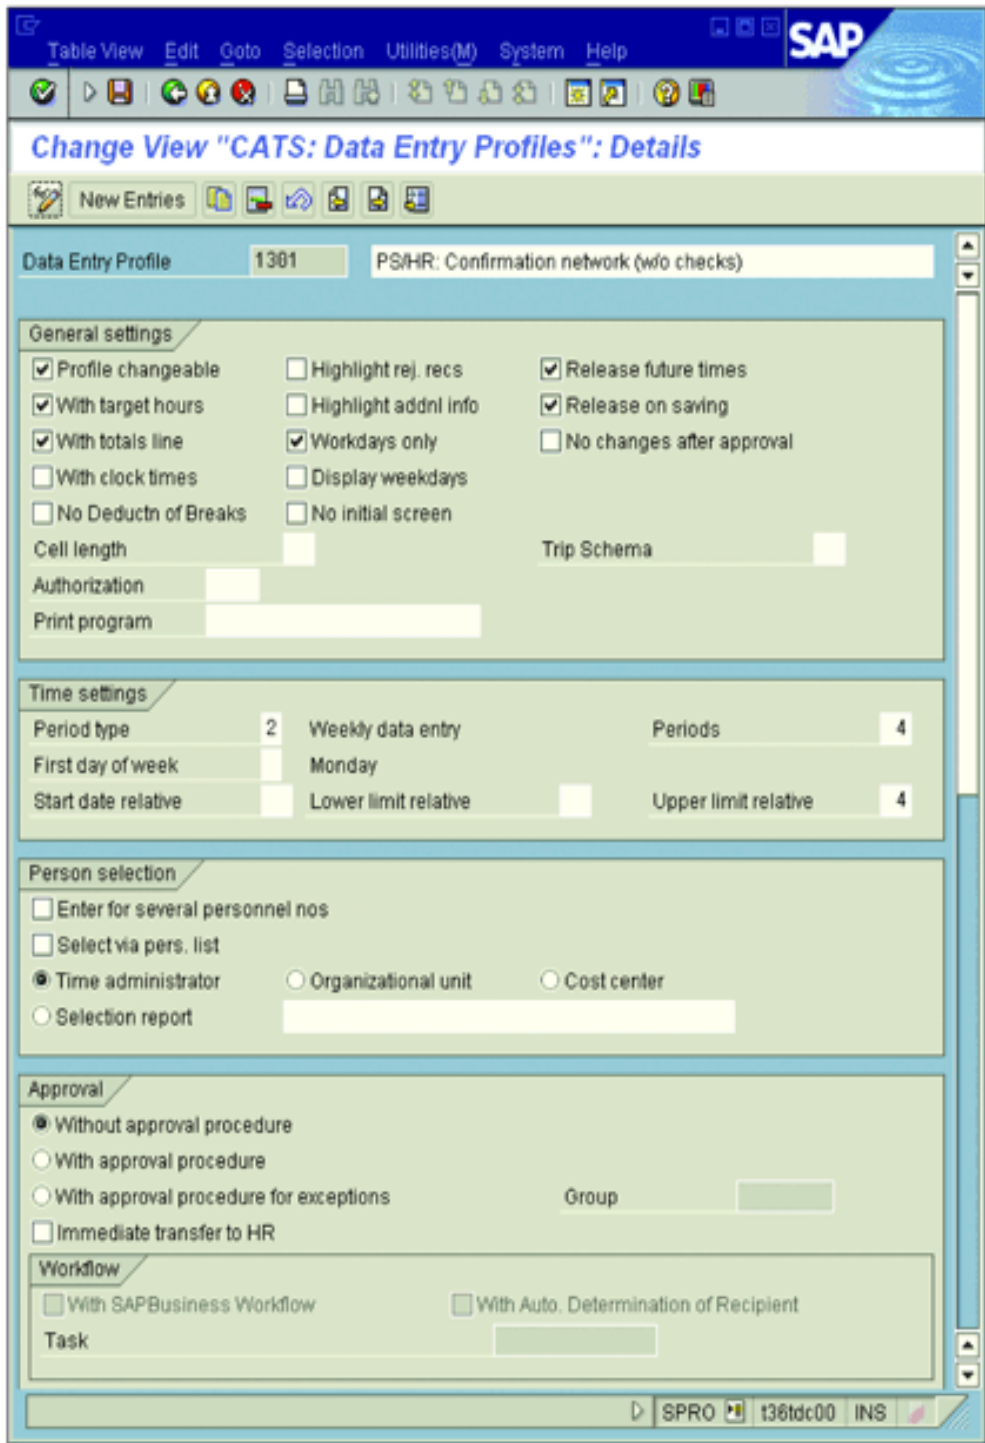 Table View Edit Goto Selection Utilities(M) System Help
SAP
Change View "CATS: Data Entry Profiles": Details
New Entries
Data Entry Profile 1301 PS/HR: Confirmation network (w/o checks)
General settings
Profile changeable Highlight rej. recs Release future times
With target hours Highlight addnl info Release on saving
With totals line Workdays only No changes after approval
With clock times Display weekdays
No Deductn of Breaks No initial screen
Cell length Trip Schema
Authorization
Print program
Time settings
Period type 2 Weekly data entry Periods 4
First day of week Monday
Start date relative Lower limit relative Upper limit relative 4
Person selection
Enter for several personnel nos
Select via pers. list
Time administrator Organizational unit Cost center
Selection report
Approval
Without approval procedure
With approval procedure
With approval procedure for exceptions Group
Immediate transfer to HR
Workflow
With SAPBusiness Workflow With Auto. Determination of Recipient
Task
SPRO t36tdc00 INS